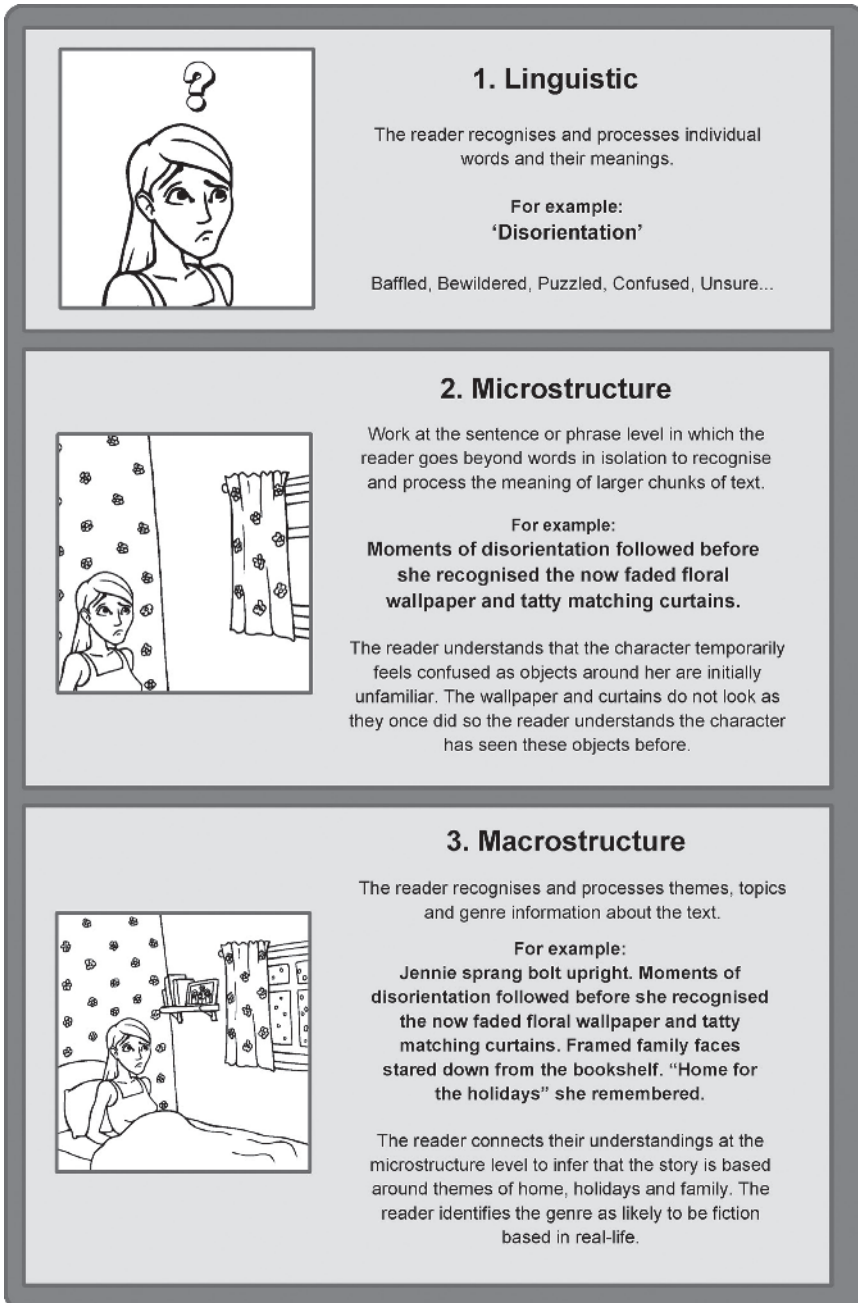 ?
1. Linguistic
The reader recognises and processes individual
words and their meanings.
For example:
‘Disorientation’
Baffled, Bewildered, Puzzled, Confused, Unsure...
2. Microstructure
Work at the sentence or phrase level in which the
reader goes beyond words in isolation to recognise
and process the meaning of larger chunks of text.
For example:
Moments of disorientation followed before
she recognised the now faded floral
wallpaper and tatty matching curtains.
The reader understands that the character temporarily
feels confused as objects around her are initially
unfamiliar. The wallpaper and curtains do not look as
they once did so the reader understands the character
has seen these objects before.
3. Macrostructure
The reader recognises and processes themes, topics
and genre information about the text.
For example:
Jennie sprang bolt upright. Moments of
disorientation followed before she recognised
the now faded floral wallpaper and tatty
matching curtains. Framed family faces
stared down from the bookshelf. “Home for
the holidays” she remembered.
The reader connects their understandings at the
microstructure level to infer that the story is based
around themes of home, holidays and family. The
reader identifies the genre as likely to be fiction
based in real-life.